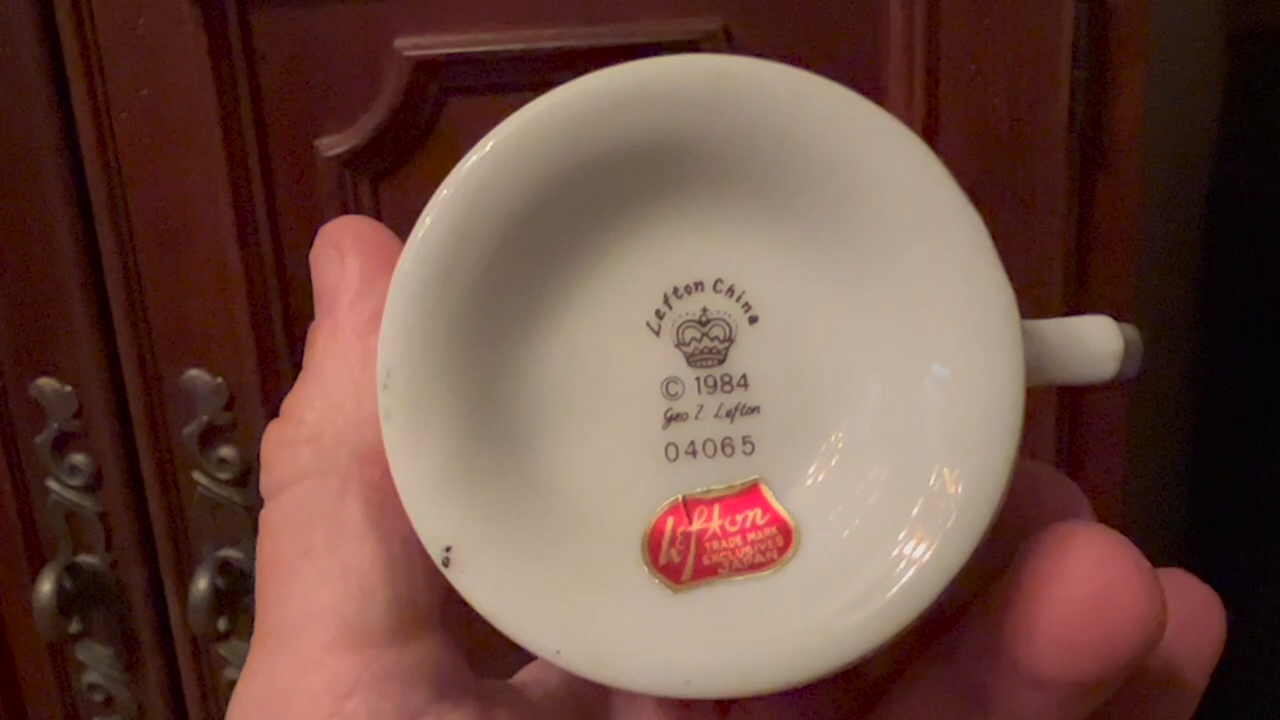 Lefton China
© 1984
Geo Z. Lefton
04065
Lefton
TRADE MARK
EXCLUSIVES
JAPAN